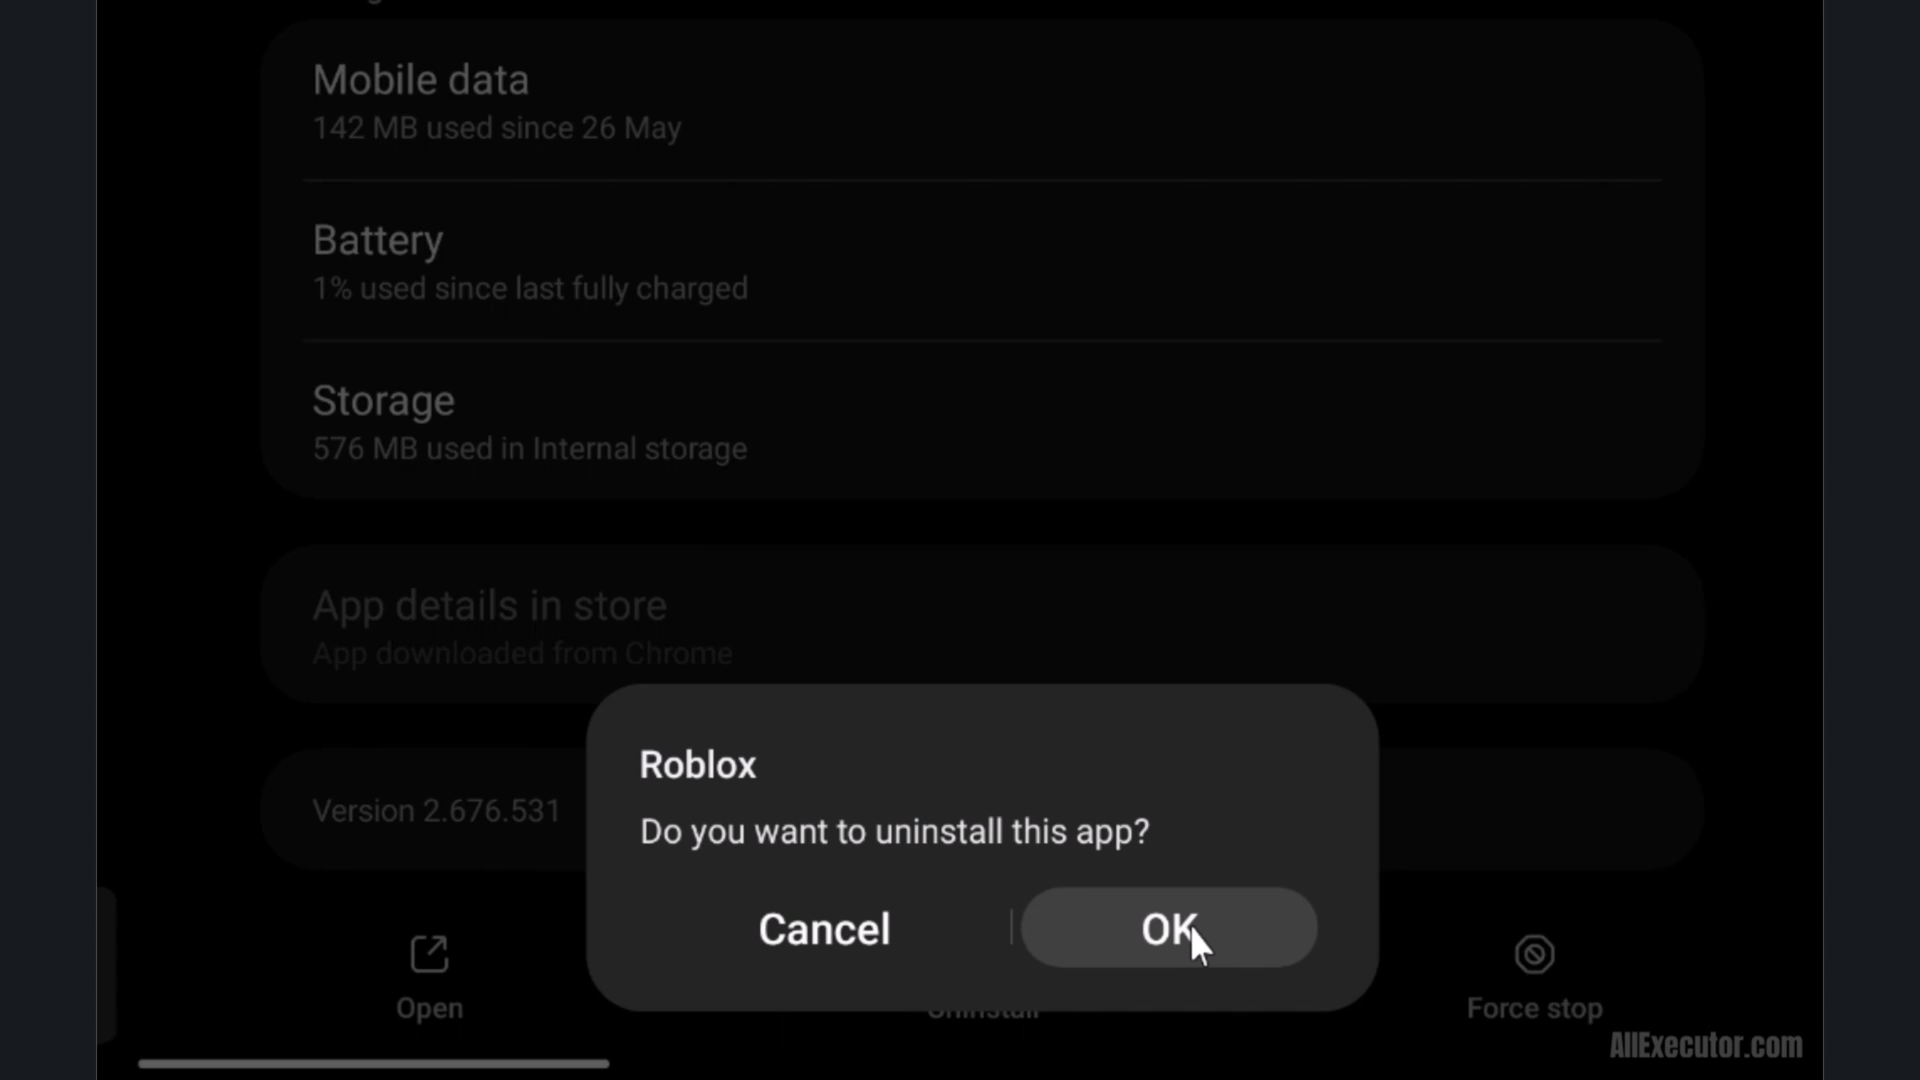 Mobile data
142 MB used since 26 May
Battery
1% used since last fully charged
Storage
576 MB used in Internal storage
App details in store
App downloaded from Chrome
Version 2.676.531
Roblox
Do you want to uninstall this app?
Cancel
OK
Open
Uninstall
Force stop
AllExecutor.com